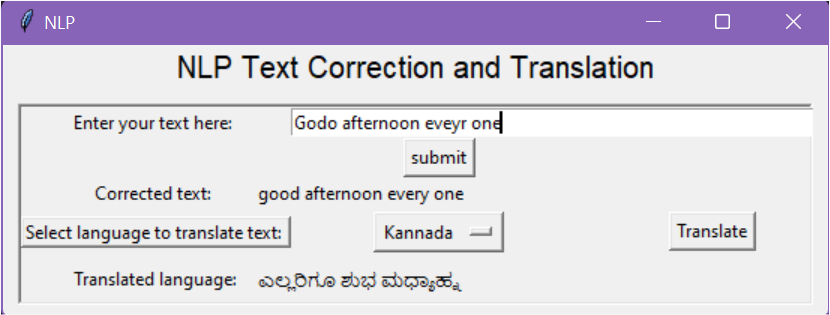 NLP
NLP Text Correction and Translation
Enter your text here: Godo afternoon eveyr one
submit
Corrected text: good afternoon every one
Select language to translate text: Kannada Translate
Translated language: ಎಲ್ಲರಿಗೂ ಶುಭ ಮಧ್ಯಾಹ್ನ